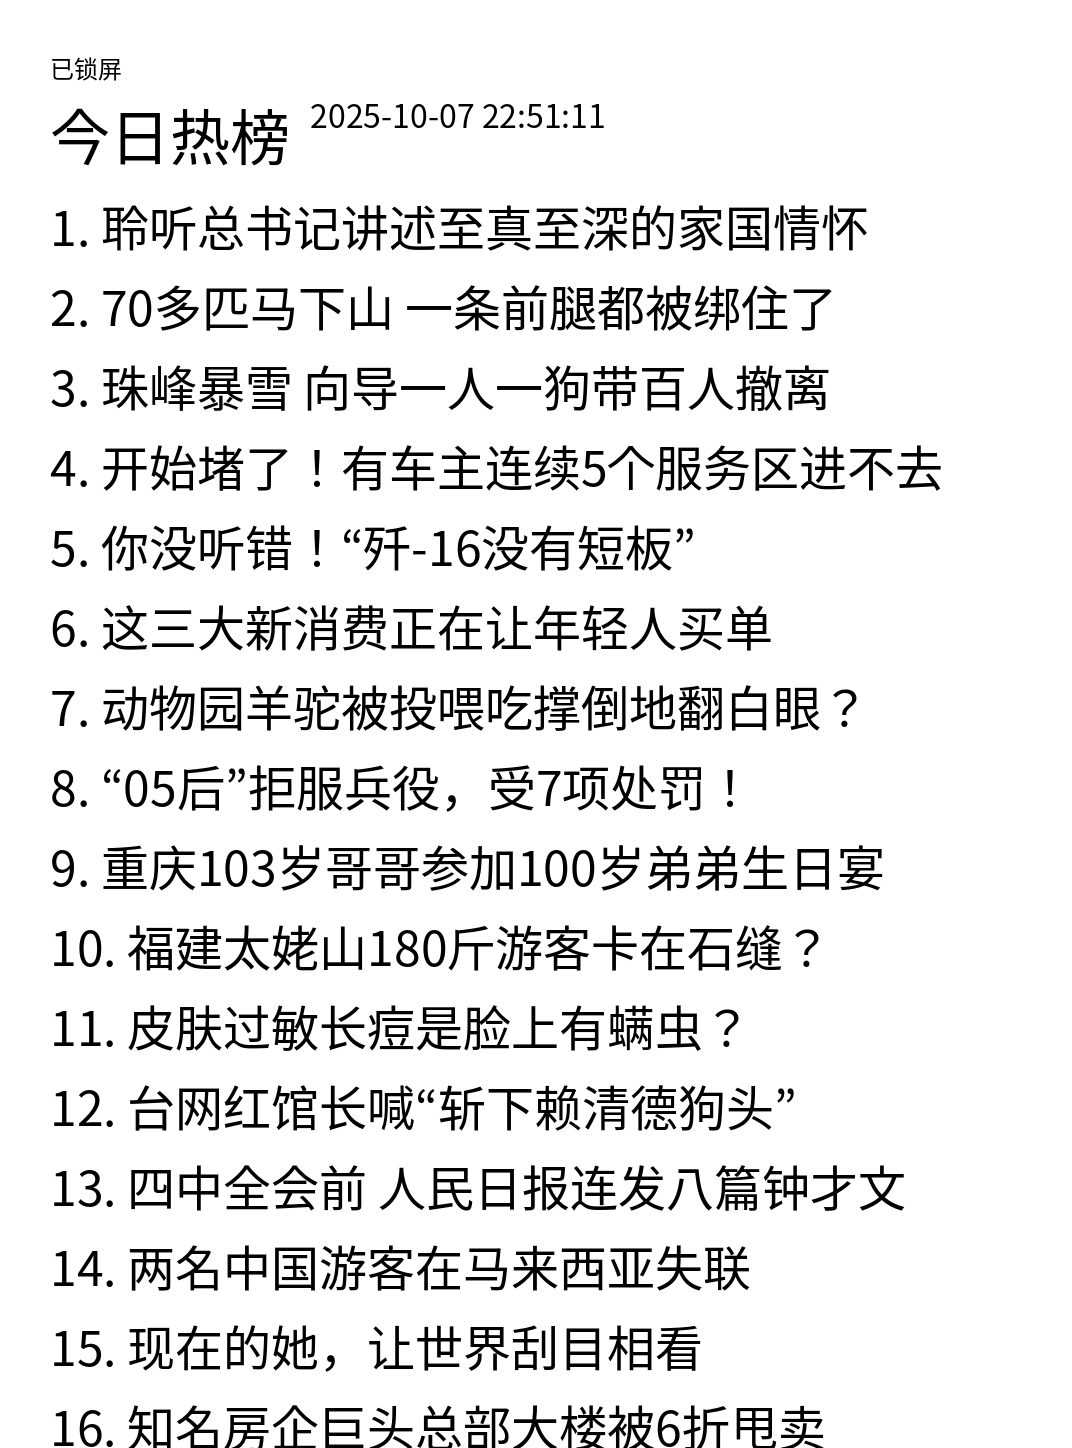 已锁屏
今日热榜 2025-10-07 22:51:11
1. 聆听总书记讲述至真至深的家国情怀
2. 70多匹马下山 一条前腿都被绑住了
3. 珠峰暴雪 向导一人一狗带百人撤离
4. 开始堵了！有车主连续5个服务区进不去
5. 你没听错！“歼-16没有短板”
6. 这三大新消费正在让年轻人买单
7. 动物园羊驼被投喂吃撑倒地翻白眼？
8. “05后”拒服兵役，受7项处罚！
9. 重庆103岁哥哥参加100岁弟弟生日宴
10. 福建太姥山180斤游客卡在石缝？
11. 皮肤过敏长痘是脸上有螨虫？
12. 台网红馆长喊“斩下赖清德狗头”
13. 四中全会前 人民日报连发八篇钟才文
14. 两名中国游客在马来西亚失联
15. 现在的她，让世界刮目相看
16. 知名房企巨头总部大楼被6折甩卖